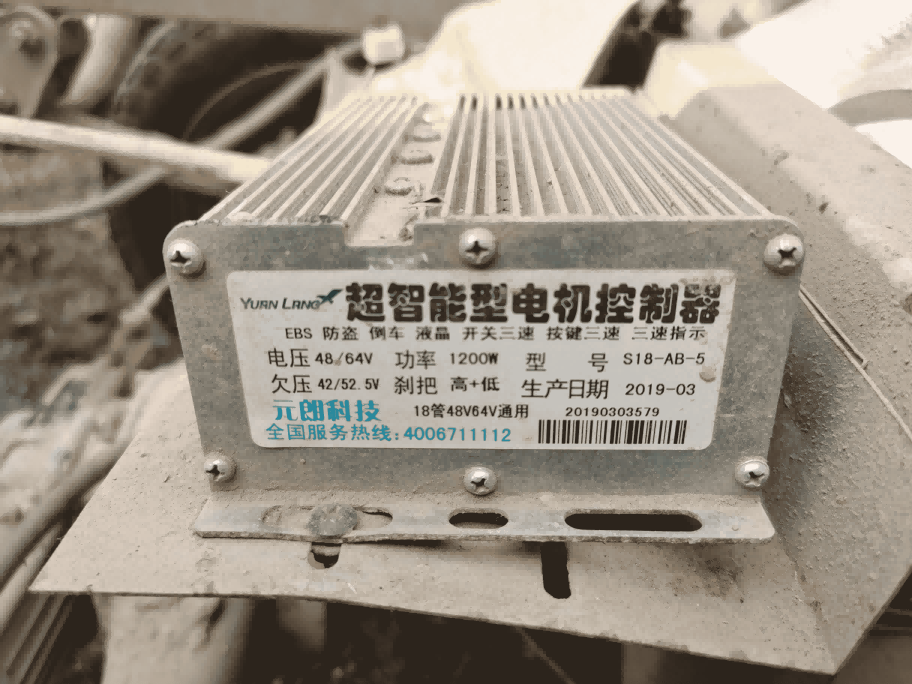 YUAN LANG 超智能型电机控制器
EBS 防盗 倒车 液晶 开关三速 按键三速 三速指示
电压 48/64V 功率 1200W 型 号 S18-AB-5
欠压 42/52.5V 刹把 高+低 生产日期 2019-03
元朗科技 18管48V64V通用 20190303579
全国服务热线:4006711112